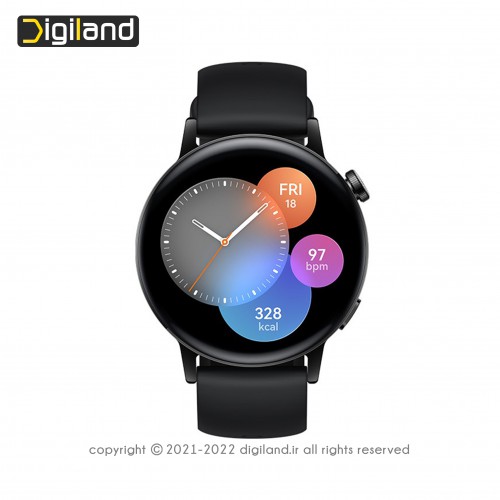 Digiland
FRI
18
97
bpm
328
kcal
copyright © 2021-2022 digiland.ir all rights reserved